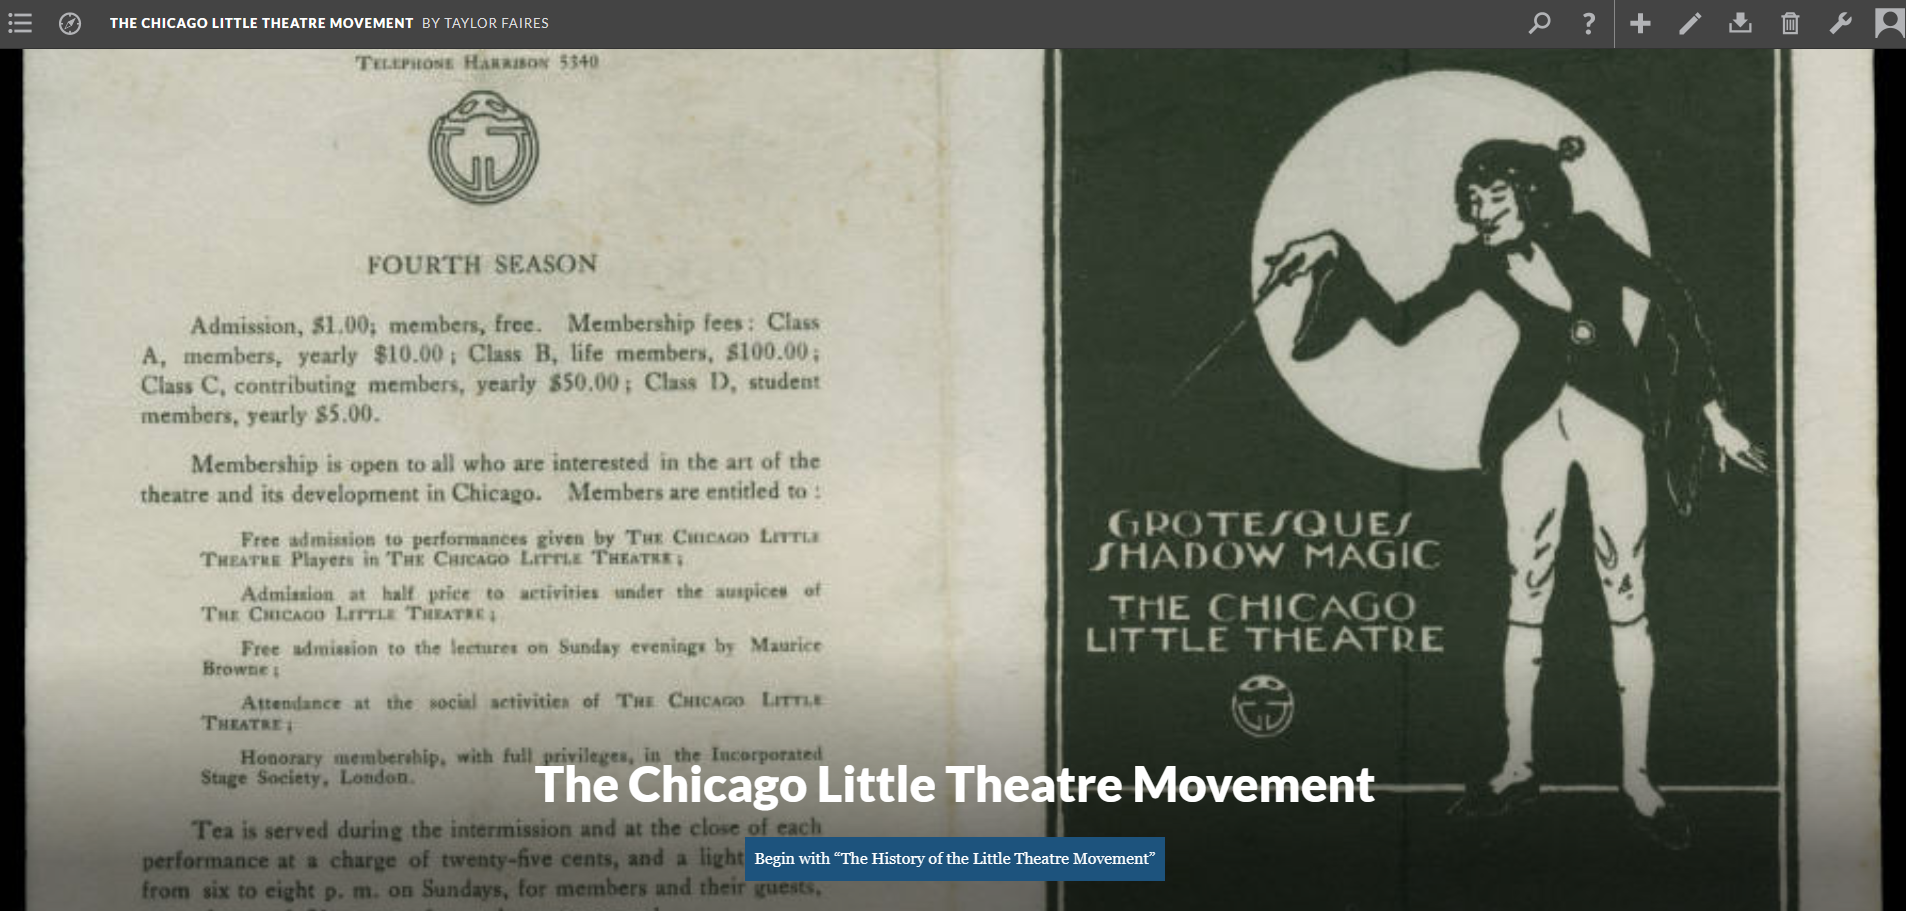 THE CHICAGO LITTLE THEATRE MOVEMENT BY TAYLOR FAIRES
TELEPHONE HARRISON 5340
FOURTH SEASON
Admission, $1.00; members, free. Membership fees: Class
A, members, yearly $10.00; Class B, life members, $100.00;
Class C, contributing members, yearly $50.00; Class D, student
members, yearly $5.00.
Membership is open to all who are interested in the art of the
theatre and its development in Chicago. Members are entitled to:
Free admission to performances given by THE CHICAGO LITTLE
THEATRE Players in THE CHICAGO LITTLE THEATRE;
Admission at half price to activities under the auspices of
THE CHICAGO LITTLE THEATRE;
Free admission to the lectures on Sunday evenings by Maurice
Browne;
Attendance at the social activities of THE CHICAGO LITTLE
THEATRE;
Honorary membership, with full privileges, in the Incorporated
Stage Society, London.
Tea is served during the intermission and at the close of each
performance at a charge of twenty-five cents, and a light
from six to eight p. m. on Sundays, for members and their guests,
GROTESQUES
SHADOW MAGIC
THE CHICAGO
LITTLE THEATRE
The Chicago Little Theatre Movement
Begin with “The History of the Little Theatre Movement”